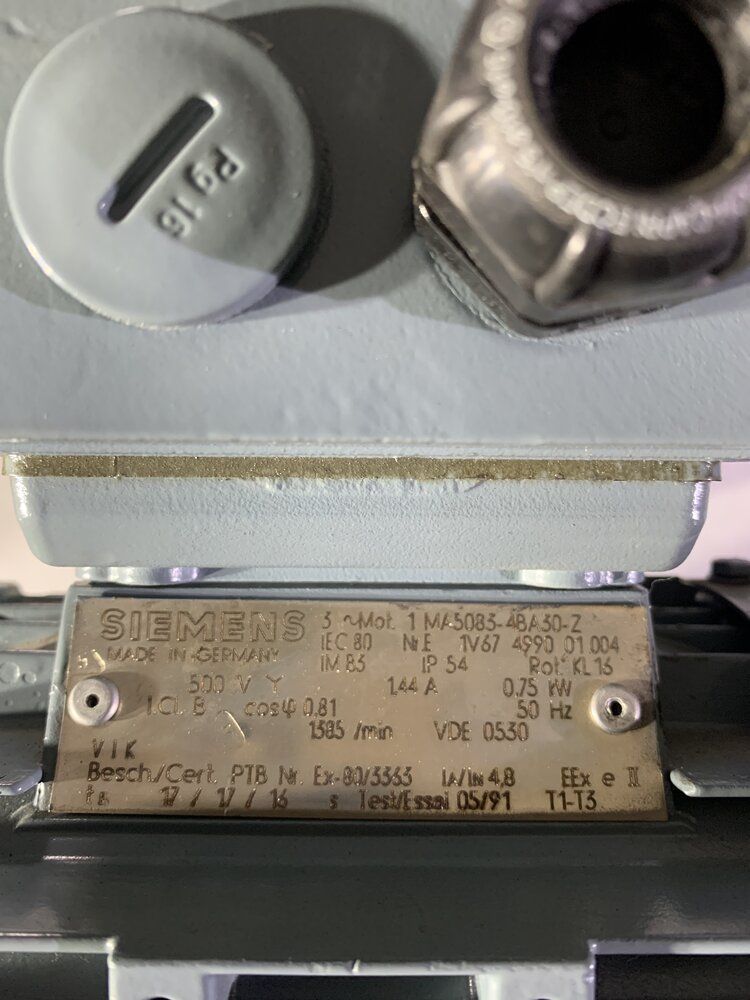 Pg 16
SIEMENS
MADE IN GERMANY
3 ~Mot. 1 MA5083-4BA30-Z
IEC 80 Nr.E 1V67 4990 01 004
IM B3 IP 54 Rot. KL 16
500 V Y 1.44 A 0.75 kW
I.Cl. B cosφ 0.81 50 Hz
1385 /min VDE 0530
VIK
Besch/Cert. PTB Nr. Ex-80/3363 IA/IN 4,8 EEx e II
17 / 17 / 16 s Test/Essai 05/91 T1-T3